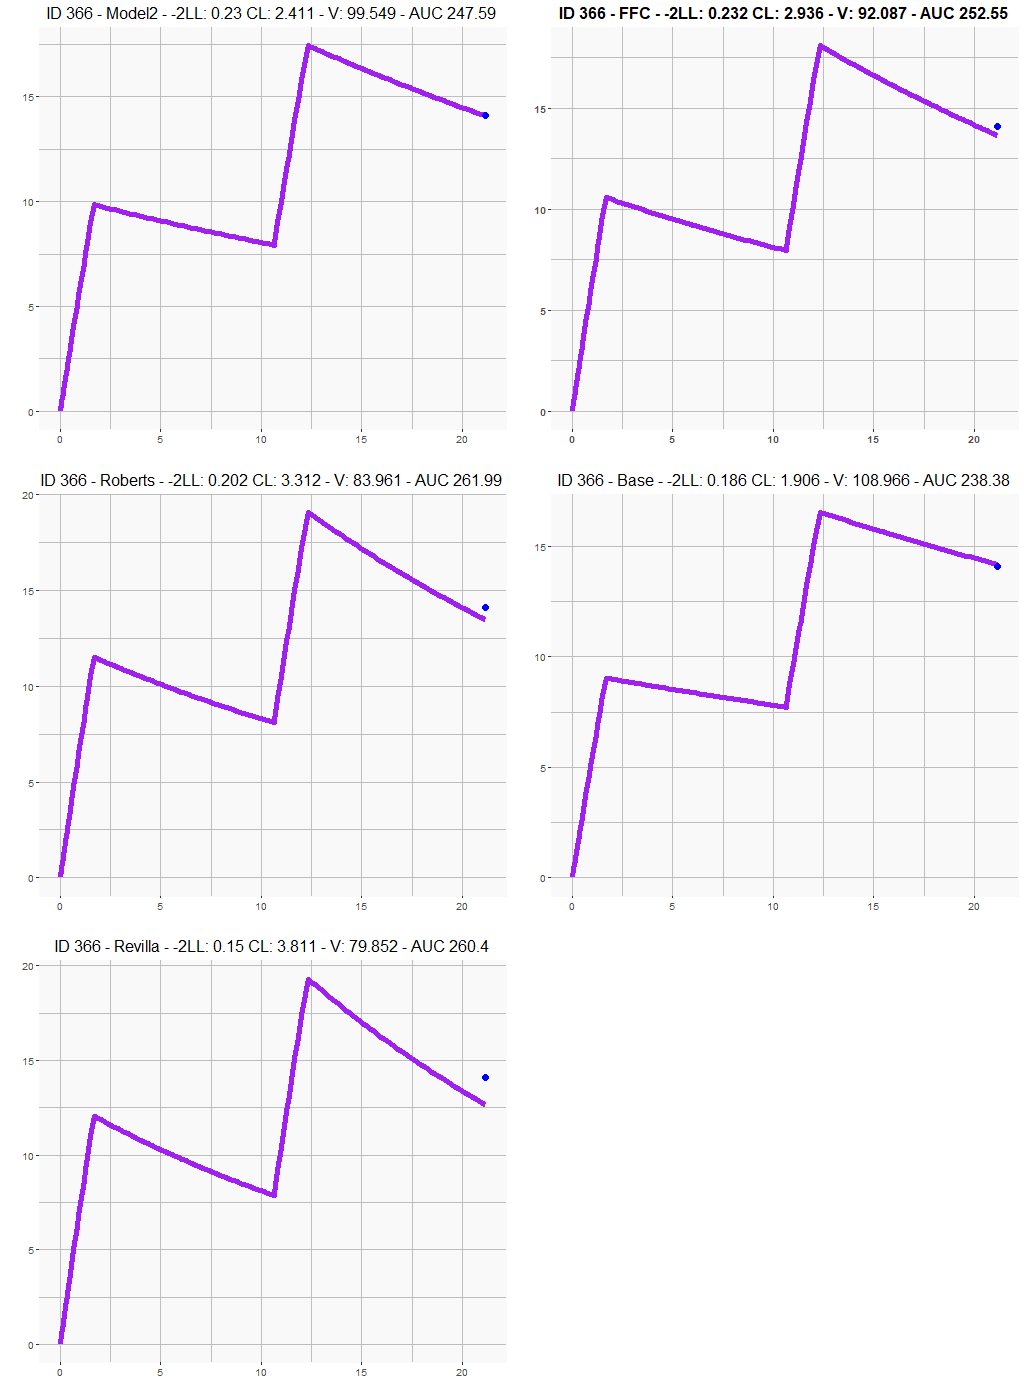 ID 366 - Model2 - -2LL: 0.23 CL: 2.411 - V: 99.549 - AUC 247.59
15
10
5
0
0 5 10 15 20
ID 366 - FFC - -2LL: 0.232 CL: 2.936 - V: 92.087 - AUC 252.55
15
10
5
0
0 5 10 15 20
ID 366 - Roberts - -2LL: 0.202 CL: 3.312 - V: 83.961 - AUC 261.99
20
15
10
5
0
0 5 10 15 20
ID 366 - Base - -2LL: 0.186 CL: 1.906 - V: 108.966 - AUC 238.38
15
10
5
0
0 5 10 15 20
ID 366 - Revilla - -2LL: 0.15 CL: 3.811 - V: 79.852 - AUC 260.4
20
15
10
5
0
0 5 10 15 20